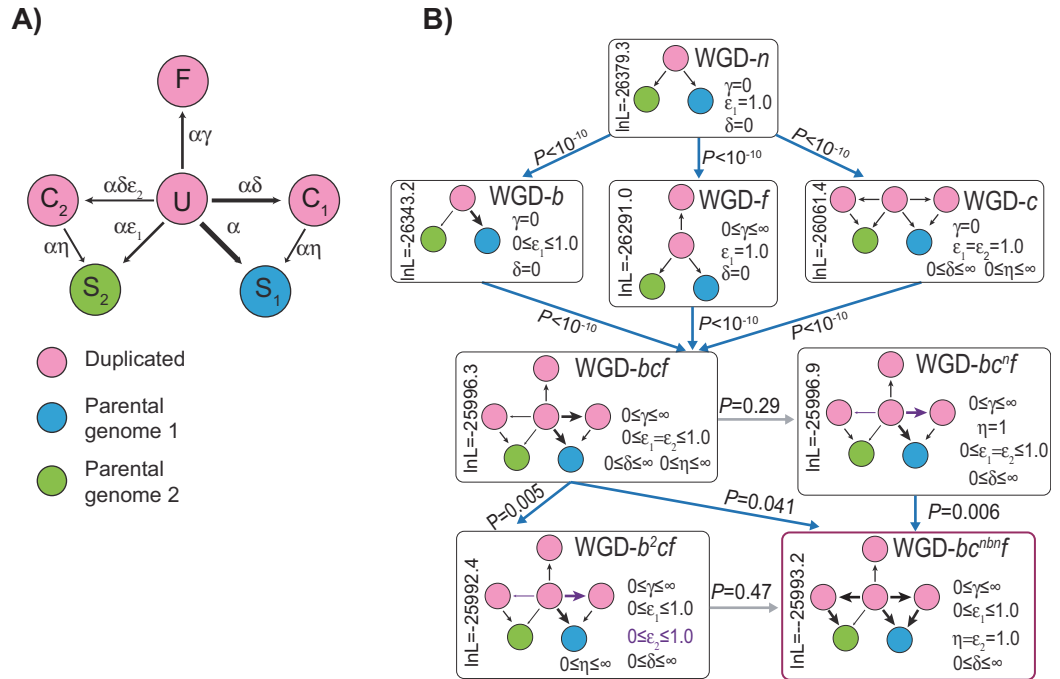 A)
F
αγ
C₂
αδε₂
U
αδ
C₁
αη
αε₁
α
αη
S₂
S₁
Duplicated
Parental
genome 1
Parental
genome 2
B)
lnL=-26379.3
WGD-n
γ=0
ε₁=1.0
δ=0
P<10⁻¹⁰
P<10⁻¹⁰
P<10⁻¹⁰
lnL=-26343.2
WGD-b
γ=0
0≤ε₁≤1.0
δ=0
lnL=-26291.0
WGD-f
0≤γ≤∞
ε₁=1.0
δ=0
lnL=-26061.4
WGD-c
γ=0
ε₁=ε₂=1.0
0≤δ≤∞ 0≤η≤∞
P<10⁻¹⁰
P<10⁻¹⁰
P<10⁻¹⁰
lnL=-25996.3
WGD-bcf
0≤γ≤∞
0≤ε₁=ε₂≤1.0
0≤δ≤∞ 0≤η≤∞
P=0.29
lnL=-25996.9
WGD-bcⁿf
0≤γ≤∞
η=1
0≤ε₁=ε₂≤1.0
0≤δ≤∞
P=0.005
P=0.041
P=0.006
lnL=-25992.4
WGD-b²cf
0≤γ≤∞
0≤ε₁≤1.0
0≤ε₂≤1.0
0≤η≤∞ 0≤δ≤∞
P=0.47
lnL=--25993.2
WGD-bcⁿᵇⁿf
0≤γ≤∞
0≤ε₁≤1.0
η=ε₂=1.0
0≤δ≤∞